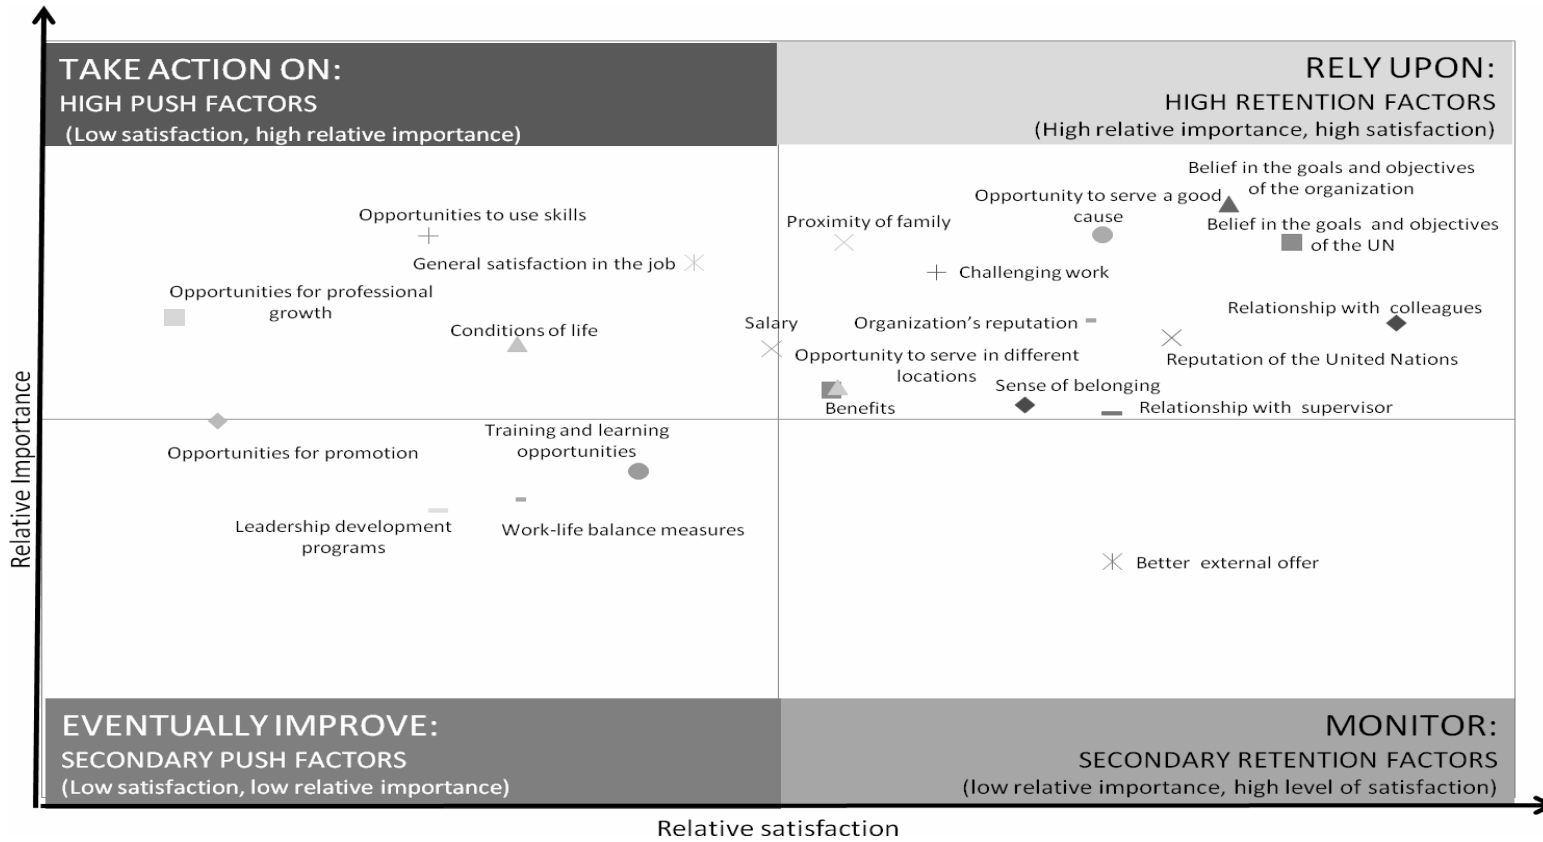 TAKE ACTION ON:
HIGH PUSH FACTORS
(Low satisfaction, high relative importance)
RELY UPON:
HIGH RETENTION FACTORS
(High relative importance, high satisfaction)
Belief in the goals and objectives
of the organization
Opportunity to serve a good
cause
Opportunities to use skills
Proximity of family
Belief in the goals and objectives
of the UN
General satisfaction in the job
Challenging work
Opportunities for professional
growth
Relationship with colleagues
Conditions of life
Salary
Organization's reputation
Opportunity to serve in different
locations
Reputation of the United Nations
Sense of belonging
Benefits
Relationship with supervisor
Training and learning
opportunities
Opportunities for promotion
Leadership development
programs
Work-life balance measures
Better external offer
Relative Importance
EVENTUALLY IMPROVE:
SECONDARY PUSH FACTORS
(Low satisfaction, low relative importance)
MONITOR:
SECONDARY RETENTION FACTORS
(low relative importance, high level of satisfaction)
Relative satisfaction